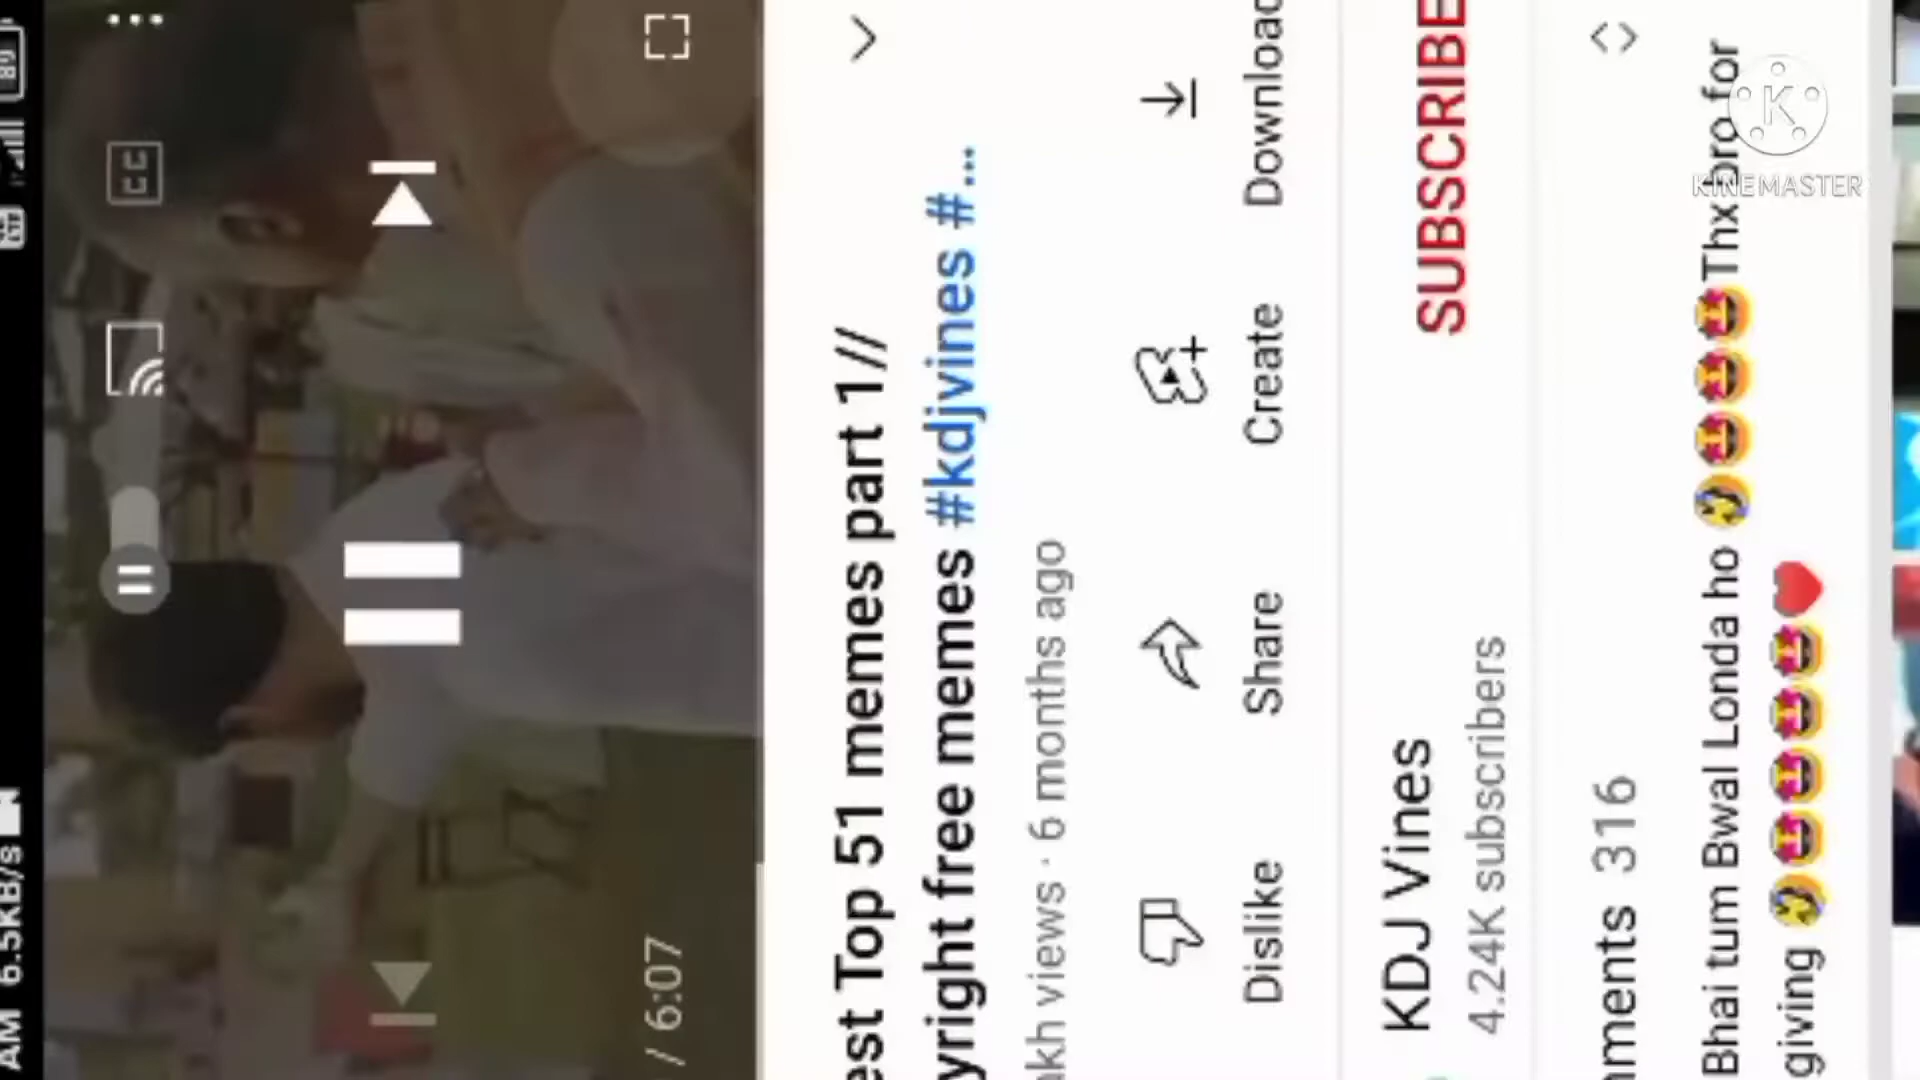 AM 6.5KB/s
/ 6:07
est Top 51 memes part 1//
yright free memes #kdjvines #...
akh views · 6 months ago
Dislike Share Create Download
KDJ Vines
4.24K subscribers
SUBSCRIBE
ments 316
Bhai tum Bwal Londa ho 🤣🤩🤩🤩Thx bro for
giving 🤣🤩🤩🤩🤩❤️
K
KINEMASTER